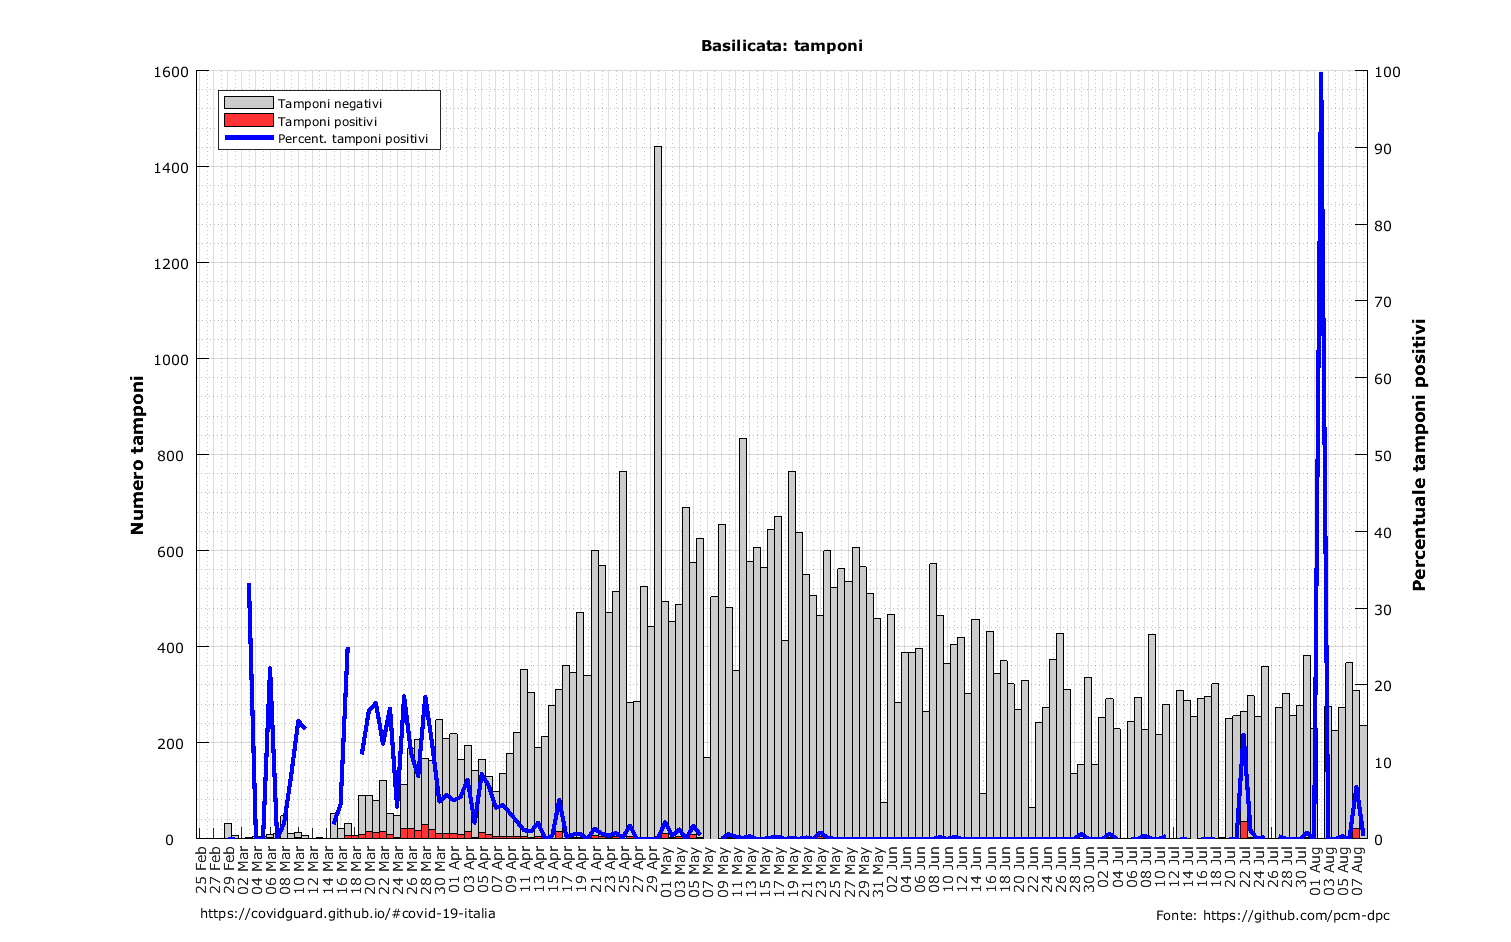 Basilicata: tamponi
Tamponi negativi
Tamponi positivi
Percent. tamponi positivi
Numero tamponi
1600
1400
1200
1000
800
600
400
200
0
Percentuale tamponi positivi
100
90
80
70
60
50
40
30
20
10
0
25 Feb
27 Feb
29 Feb
02 Mar
04 Mar
06 Mar
08 Mar
10 Mar
12 Mar
14 Mar
16 Mar
18 Mar
20 Mar
22 Mar
24 Mar
26 Mar
28 Mar
30 Mar
01 Apr
03 Apr
05 Apr
07 Apr
09 Apr
11 Apr
13 Apr
15 Apr
17 Apr
19 Apr
21 Apr
23 Apr
25 Apr
27 Apr
29 Apr
01 May
03 May
05 May
07 May
09 May
11 May
13 May
15 May
17 May
19 May
21 May
23 May
25 May
27 May
29 May
31 May
02 Jun
04 Jun
06 Jun
08 Jun
10 Jun
12 Jun
14 Jun
16 Jun
18 Jun
20 Jun
22 Jun
24 Jun
26 Jun
28 Jun
30 Jun
02 Jul
04 Jul
06 Jul
08 Jul
10 Jul
12 Jul
14 Jul
16 Jul
18 Jul
20 Jul
22 Jul
24 Jul
26 Jul
28 Jul
30 Jul
01 Aug
03 Aug
05 Aug
07 Aug
https://covidguard.github.io/#covid-19-italia
Fonte: https://github.com/pcm-dpc